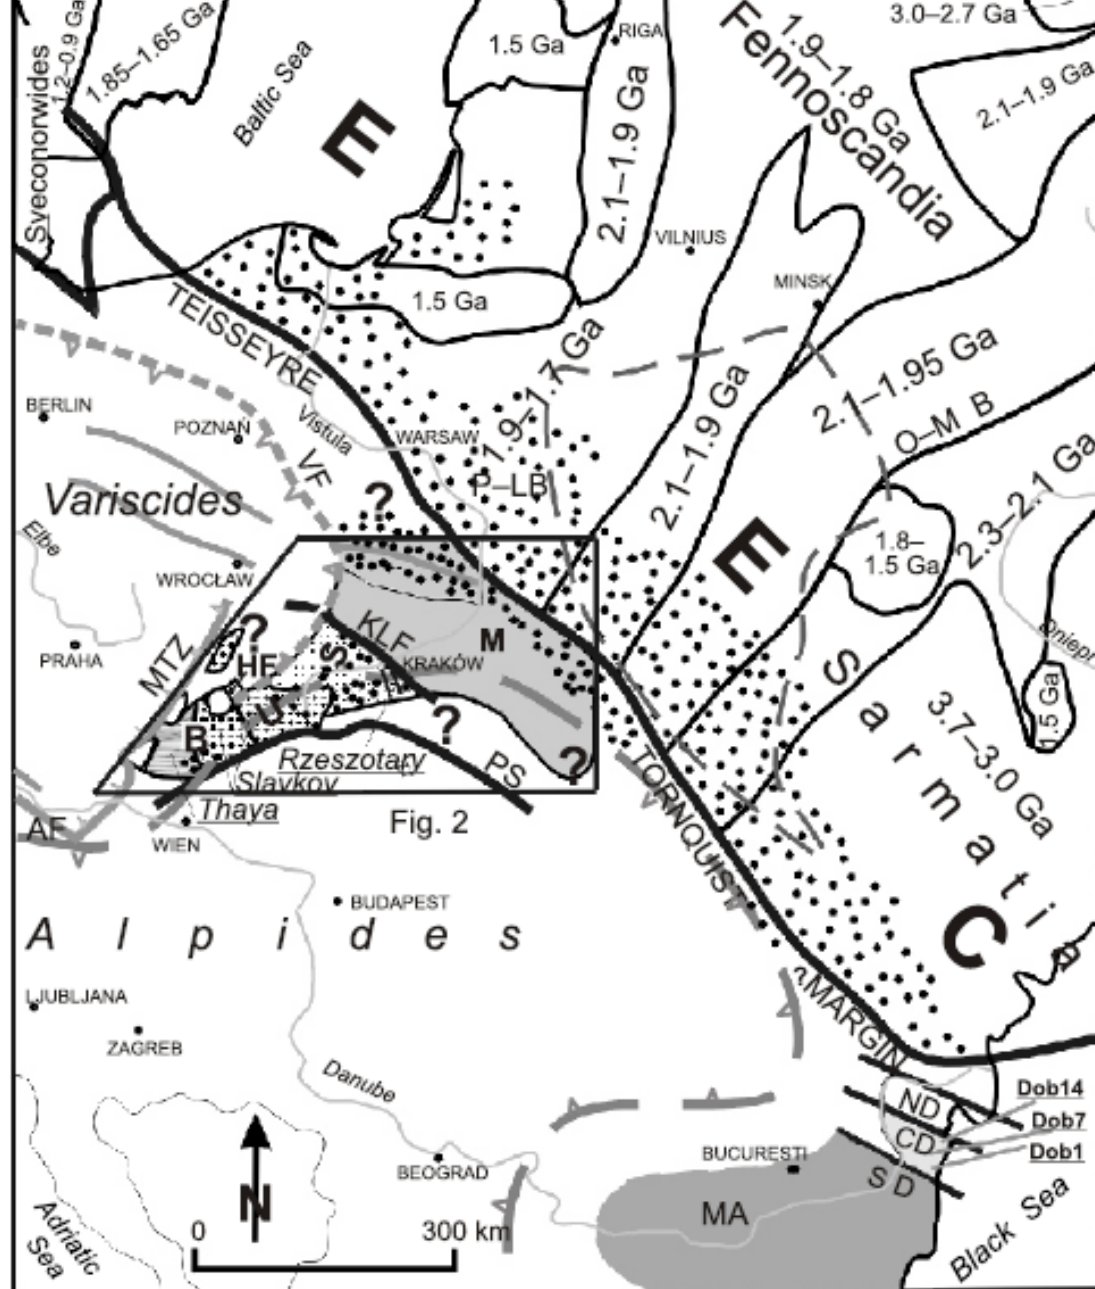 Sveconorwides
1.2–0.9 Ga
1.85–1.65 Ga
Baltic Sea
E
1.5 Ga
RIGA
2.1–1.9 Ga
1.9–1.8 Ga
Fennoscandia
3.0–2.7 Ga
2.1–1.9 Ga
VILNIUS
MINSK
1.5 Ga
TEISSEYRE
1.9–1.7 Ga
2.1–1.95 Ga
O–M B
BERLIN
POZNAŃ
Vistula
WARSAW
VF
P–LB
2.1–1.9 Ga
2.3–2.1 Ga
Variscides
?
Elbe
E
1.8–
1.5 Ga
WROCŁAW
PRAHA
MTZ
?
HF
S
KLF
KRAKÓW
M
Dniepr
U
B
?
?
Rzeszotary
PS
Slavkov
Thaya
Fig. 2
TORNQUIST
Sarmatia
3.7–3.0 Ga
1.5 Ga
AF
WIEN
BUDAPEST
Alpides
C
LJUBLJANA
ZAGREB
?
MARGIN
Danube
ND
CD
SD
Dob14
Dob7
Dob1
BEOGRAD
BUCURESTI
MA
Adriatic
Sea
N
0
300 km
Black Sea